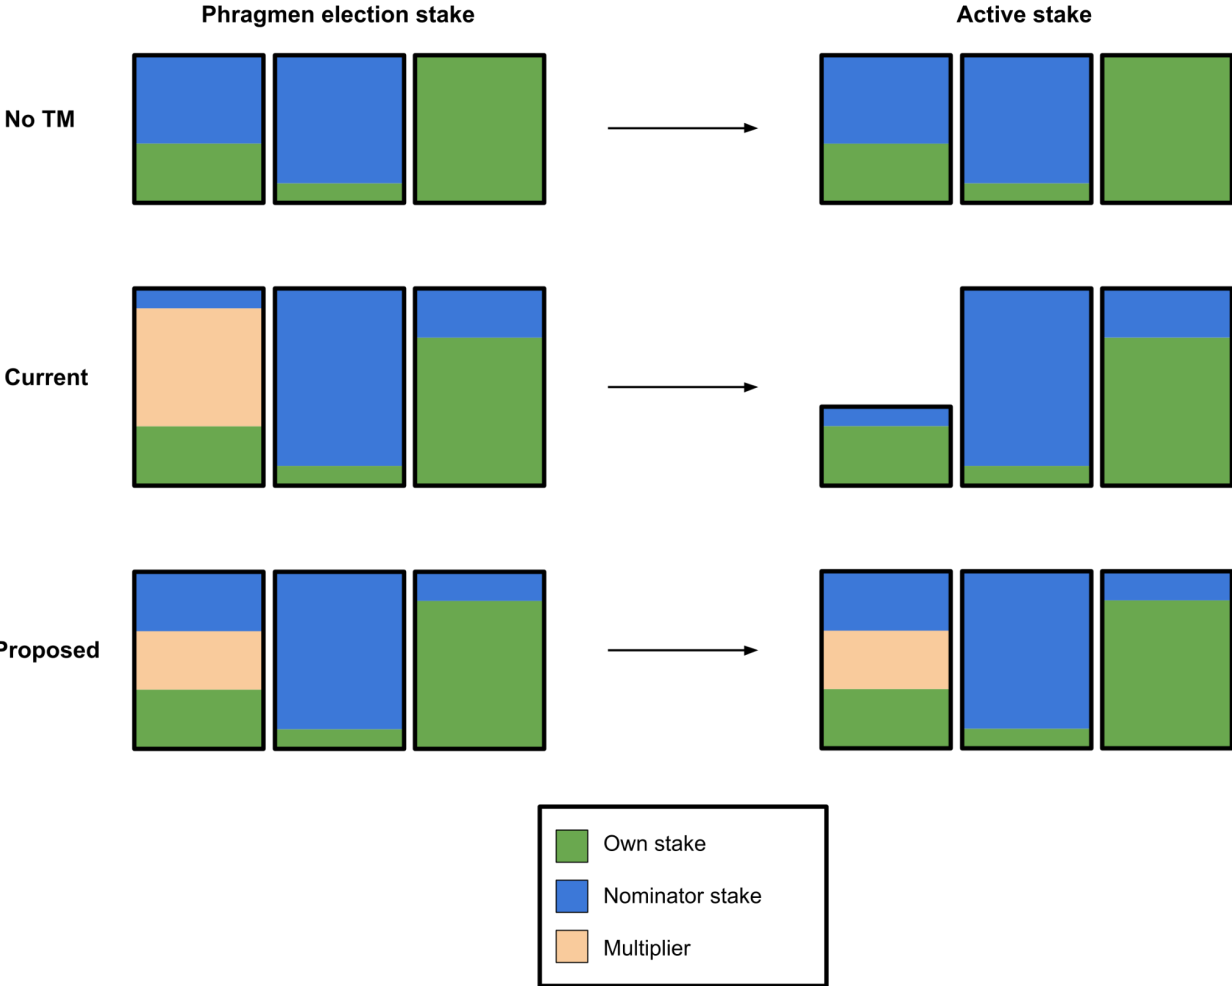 Phragmen election stake
Active stake
No TM
Current
Proposed
Own stake
Nominator stake
Multiplier